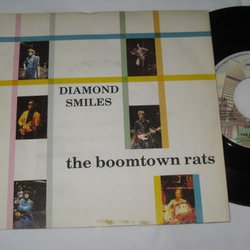 DIAMOND
SMILES
the boomtown rats